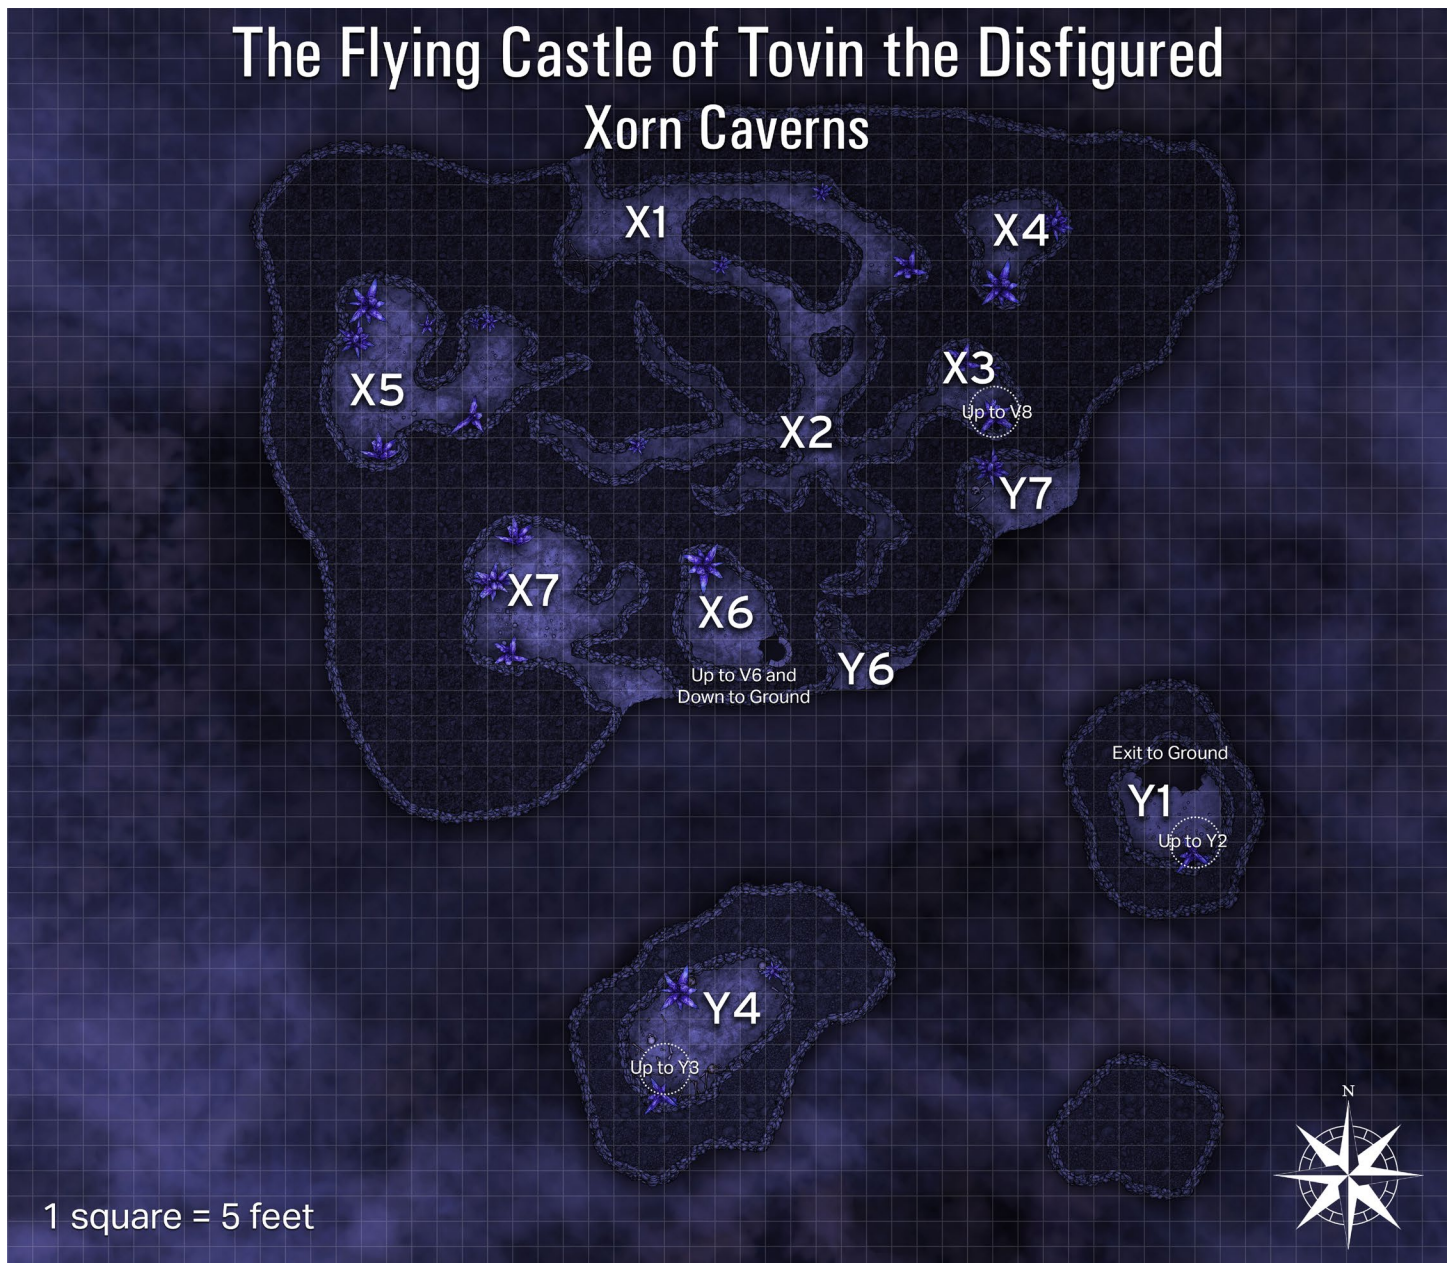 The Flying Castle of Tovin the Disfigured
Xorn Caverns
X1
X4
X3
Up to V8
X5
X2
Y7
X7
X6
Up to V6 and
Down to Ground
Y6
Exit to Ground
Y1
Up to Y2
Y4
Up to Y3
N
1 square = 5 feet